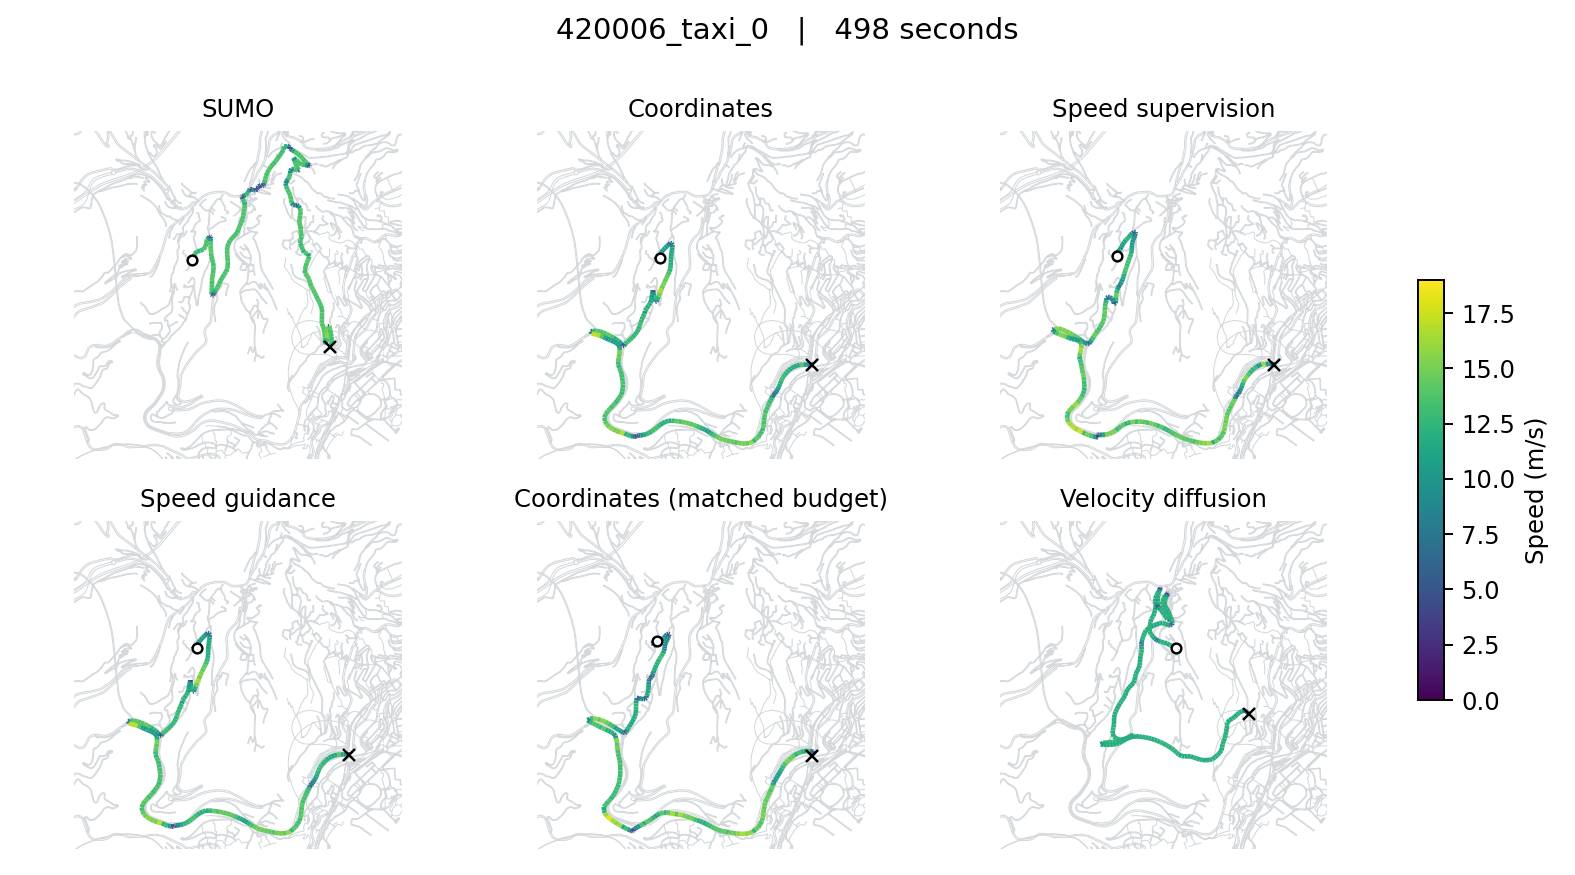 420006_taxi_0   |   498 seconds
SUMO
Coordinates
Speed supervision
Speed guidance
Coordinates (matched budget)
Velocity diffusion
17.5
15.0
12.5
10.0
7.5
5.0
2.5
0.0
Speed (m/s)